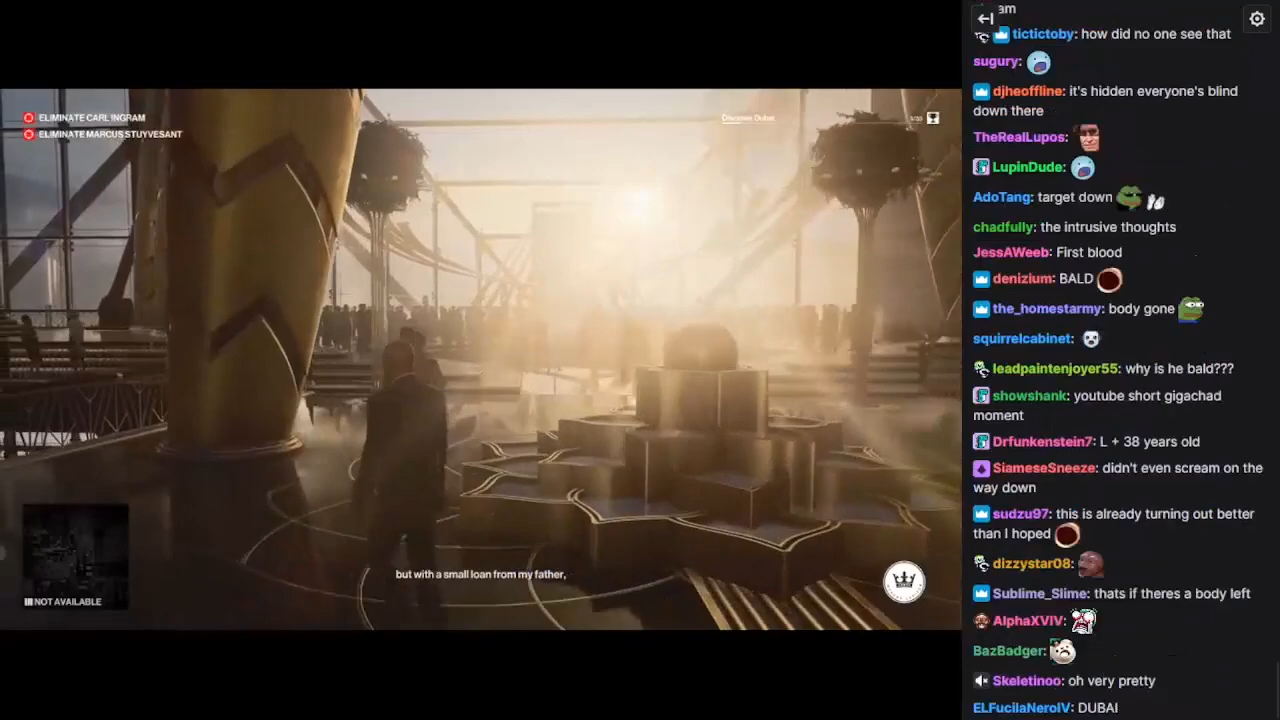 am
tictictoby: how did no one see that
sugury:
djheoffline: it's hidden everyone's blind
down there
TheRealLupos:
LupinDude:
AdoTang: target down
chadfully: the intrusive thoughts
JessAWeeb: First blood
denizium: BALD
the_homestarmy: body gone
squirrelcabinet:
leadpaintenjoyer55: why is he bald???
showshank: youtube short gigachad
moment
Drfunkenstein7: L + 38 years old
SiameseSneeze: didn't even scream on the
way down
sudzu97: this is already turning out better
than I hoped
dizzystar08:
Sublime_Slime: thats if theres a body left
AlphaXVIV:
BazBadger:
Skeletinoo: oh very pretty
ELFucilaNeroIV: DUBAI
ELIMINATE CARL INGRAM
ELIMINATE MARCUS STUYVESANT
Discover Dubai
but with a small loan from my father,
NOT AVAILABLE